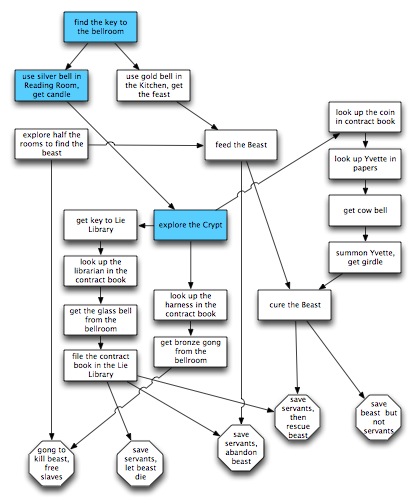 find the key to
the bellroom
use silver bell in
Reading Room,
get candle
use gold bell in
the Kitchen, get
the feast
look up the coin
in contract book
explore half the
rooms to find the
beast
feed the Beast
look up Yvette in
papers
get key to Lie
Library
explore the Crypt
get cow bell
look up the
librarian in the
contract book
summon Yvette,
get girdle
look up the
harness in the
contract book
cure the Beast
get the glass bell
from the
bellroom
get bronze gong
from the
bellroom
file the contract
book in the Lie
Library
save
servants,
then
rescue
beast
save
beast but
not
servants
gong to
kill beast,
free
slaves
save
servants,
let beast
die
save
servants,
abandon
beast